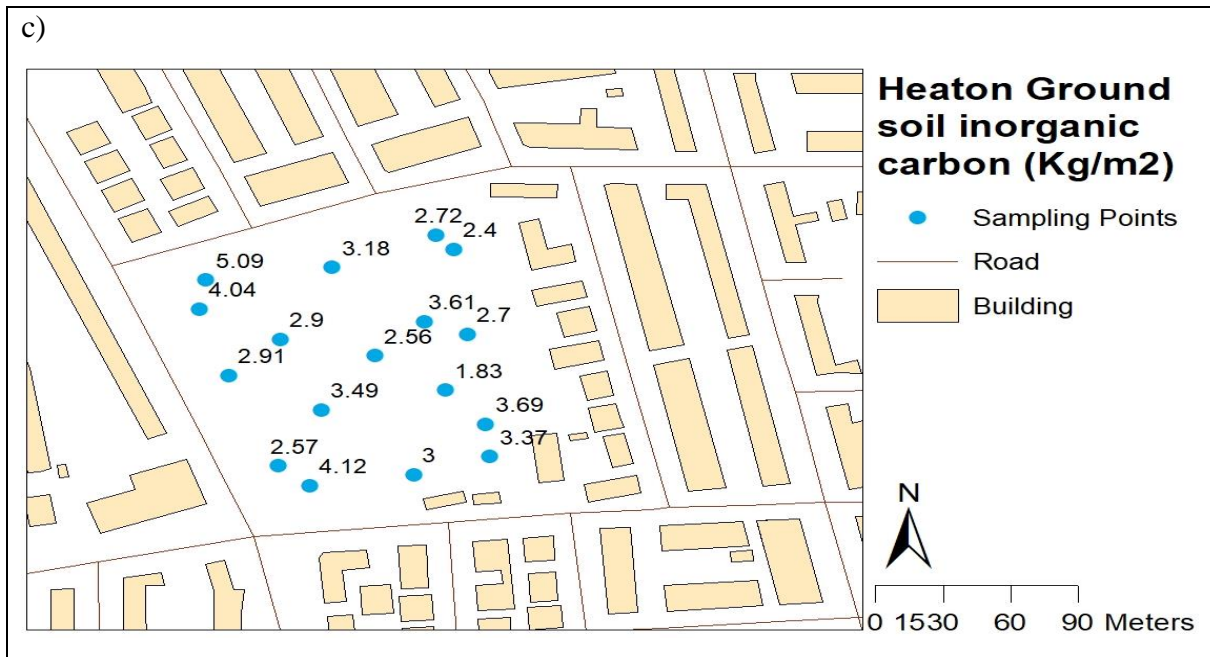 c)
Heaton Ground
soil inorganic
carbon (Kg/m2)
Sampling Points
Road
Building
2.72
2.4
3.18
5.09
4.04
3.61
2.7
2.9
2.56
2.91
1.83
3.49
3.69
3.37
2.57
4.12
3
N
0 1530 60 90 Meters